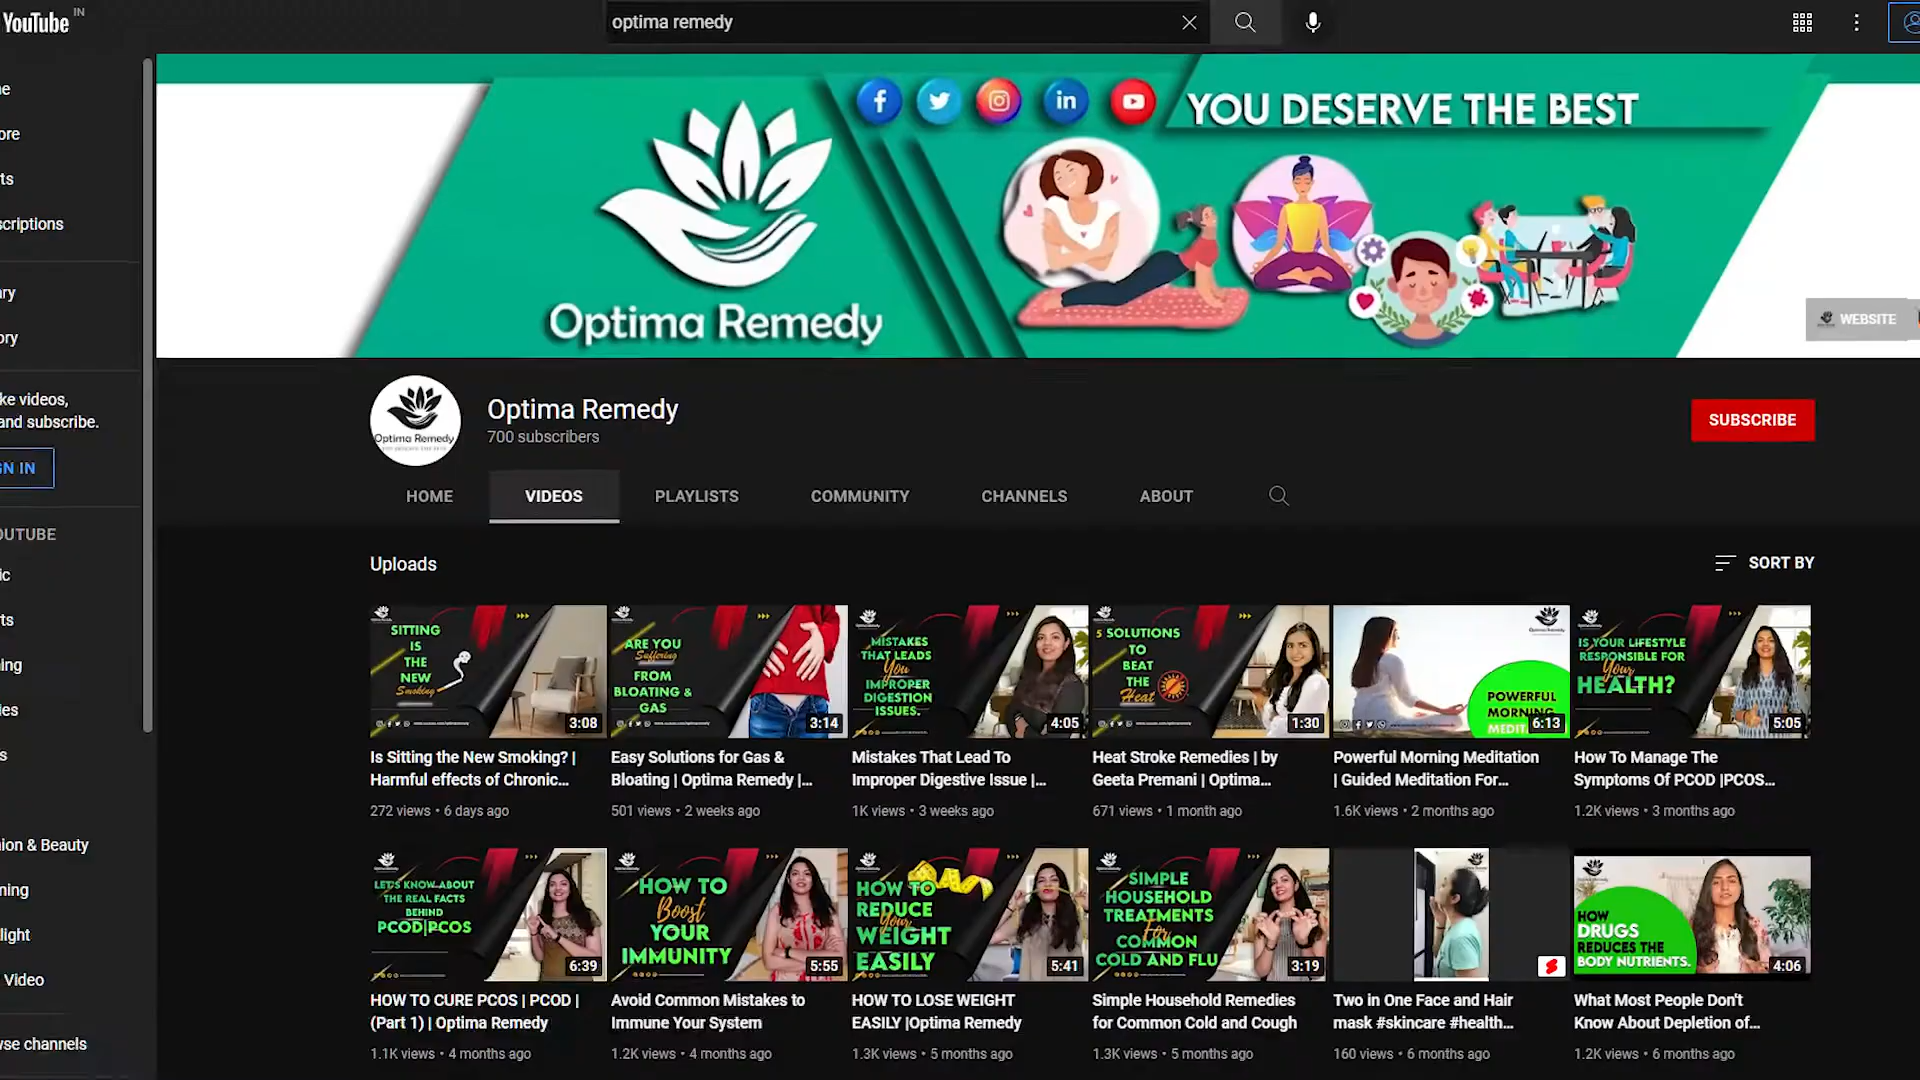 YouTube IN
optima remedy
YOU DESERVE THE BEST
Optima Remedy
WEBSITE
ore
ts
scriptions
ary
ory
ke videos,
and subscribe.
GN IN
OUTUBE
ic
rts
ing
ies
s
ion & Beauty
ning
light
Video
wse channels
Optima Remedy
Optima Remedy
700 subscribers
SUBSCRIBE
HOME VIDEOS PLAYLISTS COMMUNITY CHANNELS ABOUT
Uploads
SORT BY
SITTING
IS
THE
NEW
Smoking
3:08
Is Sitting the New Smoking? |
Harmful effects of Chronic...
272 views • 6 days ago
ARE YOU
Suffering
FROM
BLOATING &
GAS
3:14
Easy Solutions for Gas &
Bloating | Optima Remedy |...
501 views • 2 weeks ago
MISTAKES
THAT LEADS
You
IMPROPER
DIGESTION
ISSUES.
4:05
Mistakes That Lead To
Improper Digestive Issue |...
1K views • 3 weeks ago
5 SOLUTIONS
TO
BEAT
THE
Heat
1:30
Heat Stroke Remedies | by
Geeta Premani | Optima...
671 views • 1 month ago
POWERFUL
MORNING
MEDIT
6:13
Powerful Morning Meditation
| Guided Meditation For...
1.6K views • 2 months ago
IS YOUR LIFESTYLE
RESPONSIBLE FOR
Your
HEALTH?
5:05
How To Manage The
Symptoms Of PCOD |PCOS...
1.2K views • 3 months ago
LET'S KNOW ABOUT
THE REAL FACTS
BEHIND
PCOD|PCOS
6:39
HOW TO CURE PCOS | PCOD |
(Part 1) | Optima Remedy
1.1K views • 4 months ago
HOW TO
Boost
YOUR
IMMUNITY
5:55
Avoid Common Mistakes to
Immune Your System
1.2K views • 4 months ago
HOW TO
REDUCE
Your
WEIGHT
EASILY
5:41
HOW TO LOSE WEIGHT
EASILY |Optima Remedy
1.3K views • 5 months ago
SIMPLE
HOUSEHOLD
TREATMENTS
For
COMMON
COLD AND FLU
3:19
Simple Household Remedies
for Common Cold and Cough
1.3K views • 5 months ago
Two in One Face and Hair
mask #skincare #health...
160 views • 6 months ago
HOW
DRUGS
REDUCES THE
BODY NUTRIENTS.
4:06
What Most People Don't
Know About Depletion of...
1.2K views • 6 months ago